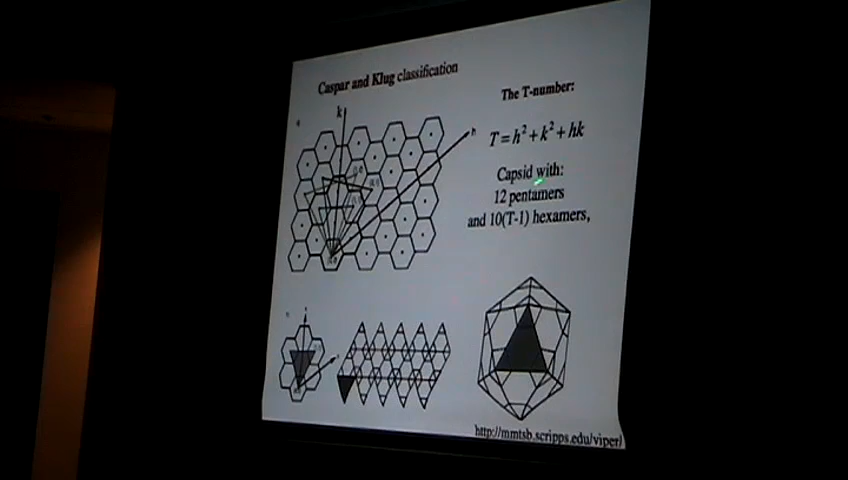 Caspar and Klug classification
The T-number:
k
h
T = h² + k² + hk
Capsid with:
12 pentamers
and 10(T-1) hexamers,
http://mmtsb.scripps.edu/viper/